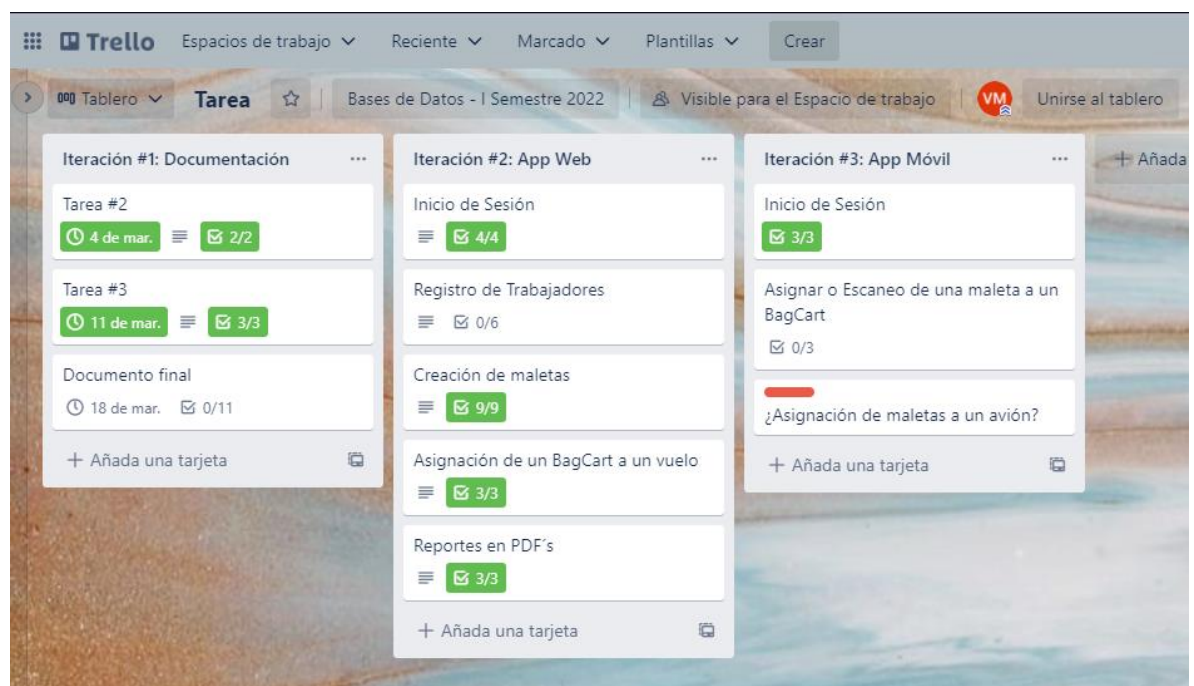 Trello Espacios de trabajo Reciente Marcado Plantillas Crear
Tablero Tarea Bases de Datos - I Semestre 2022 Visible para el Espacio de trabajo VM Unirse al tablero
Iteración #1: Documentación
Tarea #2
4 de mar. 2/2
Tarea #3
11 de mar. 3/3
Documento final
18 de mar. 0/11
+ Añada una tarjeta
Iteración #2: App Web
Inicio de Sesión
4/4
Registro de Trabajadores
0/6
Creación de maletas
9/9
Asignación de un BagCart a un vuelo
3/3
Reportes en PDF´s
3/3
+ Añada una tarjeta
Iteración #3: App Móvil
Inicio de Sesión
3/3
Asignar o Escaneo de una maleta a un
BagCart
0/3
¿Asignación de maletas a un avión?
+ Añada una tarjeta
+ Añada